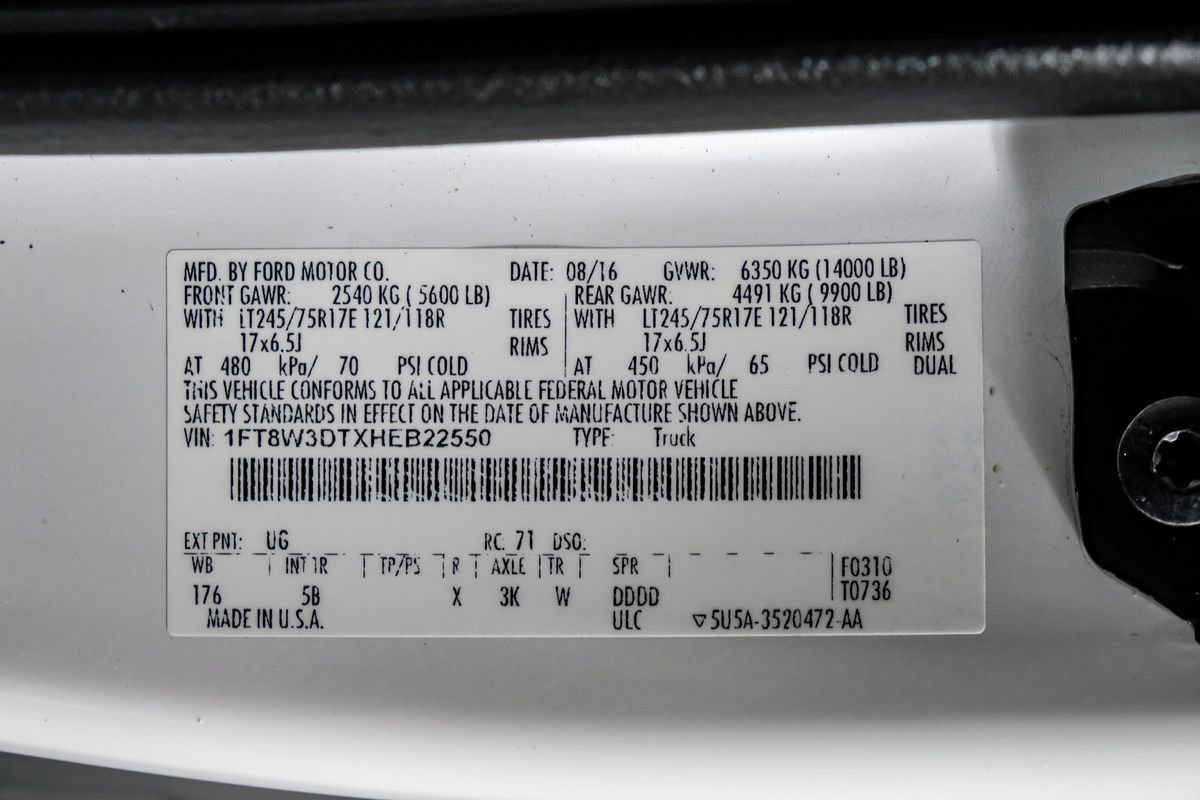 MFD. BY FORD MOTOR CO. DATE: 08/16 GVWR: 6350 KG (14000 LB)
FRONT GAWR: 2540 KG ( 5600 LB) REAR GAWR: 4491 KG ( 9900 LB)
WITH LT245/75R17E 121/118R TIRES WITH LT245/75R17E 121/118R TIRES
17x6.5J RIMS 17x6.5J RIMS
AT 480 kPa/ 70 PSI COLD AT 450 kPa/ 65 PSI COLD DUAL
THIS VEHICLE CONFORMS TO ALL APPLICABLE FEDERAL MOTOR VEHICLE
SAFETY STANDARDS IN EFFECT ON THE DATE OF MANUFACTURE SHOWN ABOVE.
VIN: 1FT8W3DTXHEB22550 TYPE: Truck
EXT PNT: UG RC: 71 DSO:
WB INT TR TP/PS R AXLE TR SPR F0310
176 5B X 3K W DDDD T0736
MADE IN U.S.A. ULC ▽5U5A-3520472-AA